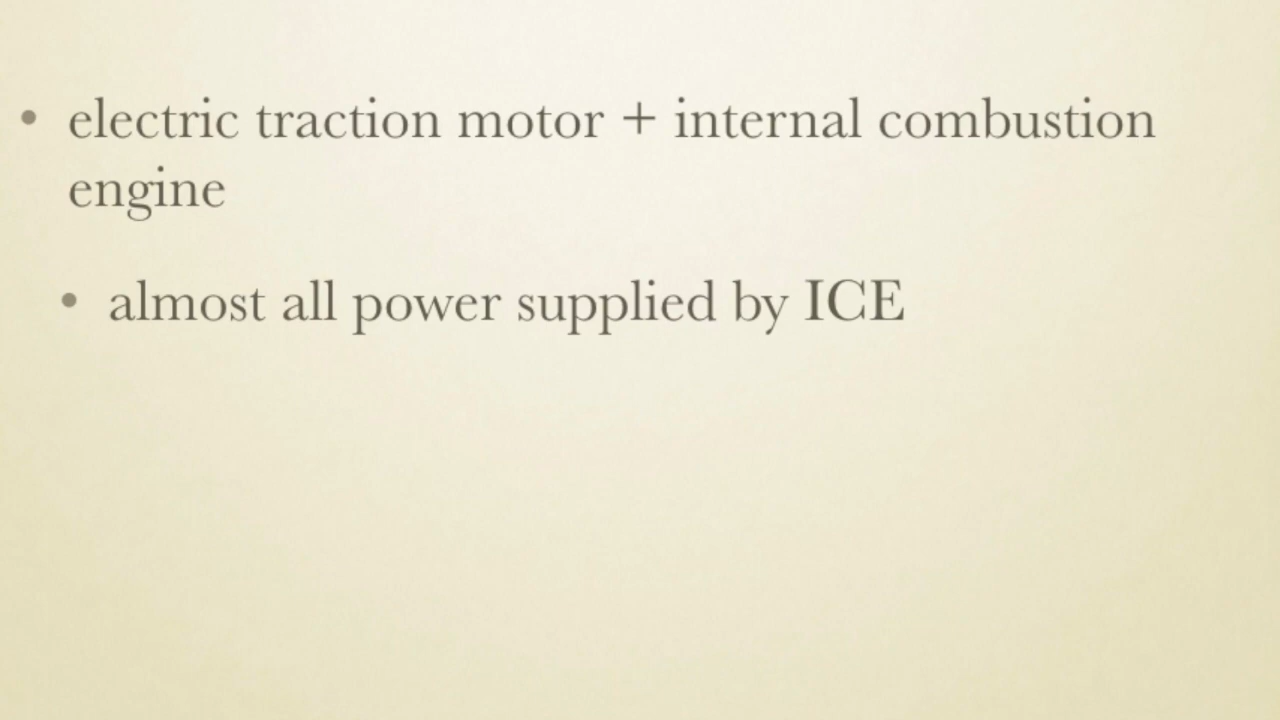 • electric traction motor + internal combustion
engine
• almost all power supplied by ICE